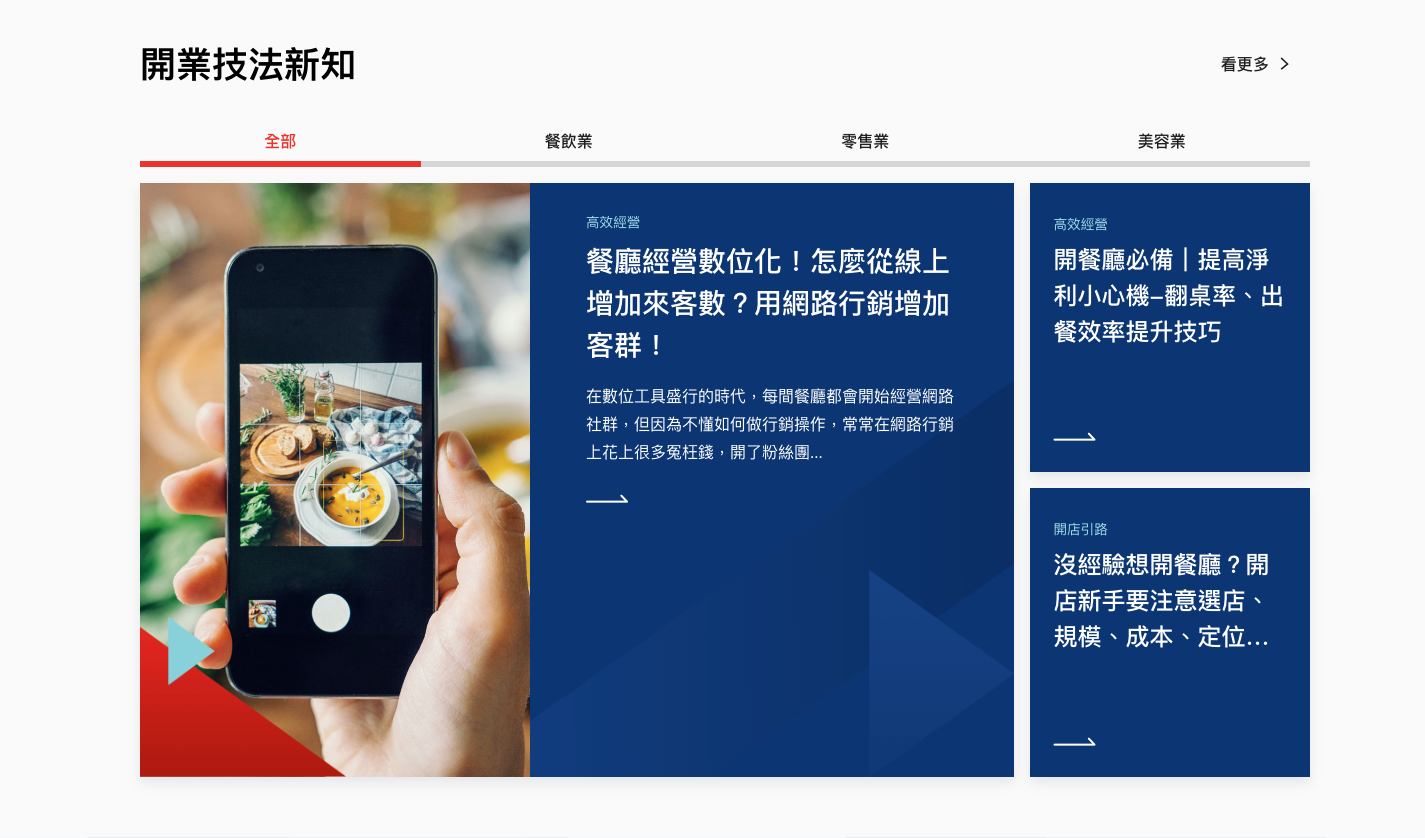 開業技法新知
看更多
全部
餐飲業
零售業
美容業
高效經營
餐廳經營數位化！怎麼從線上
增加來客數？用網路行銷增加
客群！
在數位工具盛行的時代，每間餐廳都會開始經營網路
社群，但因為不懂如何做行銷操作，常常在網路行銷
上花上很多冤枉錢，開了粉絲團...
高效經營
開餐廳必備｜提高淨
利小心機–翻桌率、出
餐效率提升技巧
開店引路
沒經驗想開餐廳？開
店新手要注意選店、
規模、成本、定位...